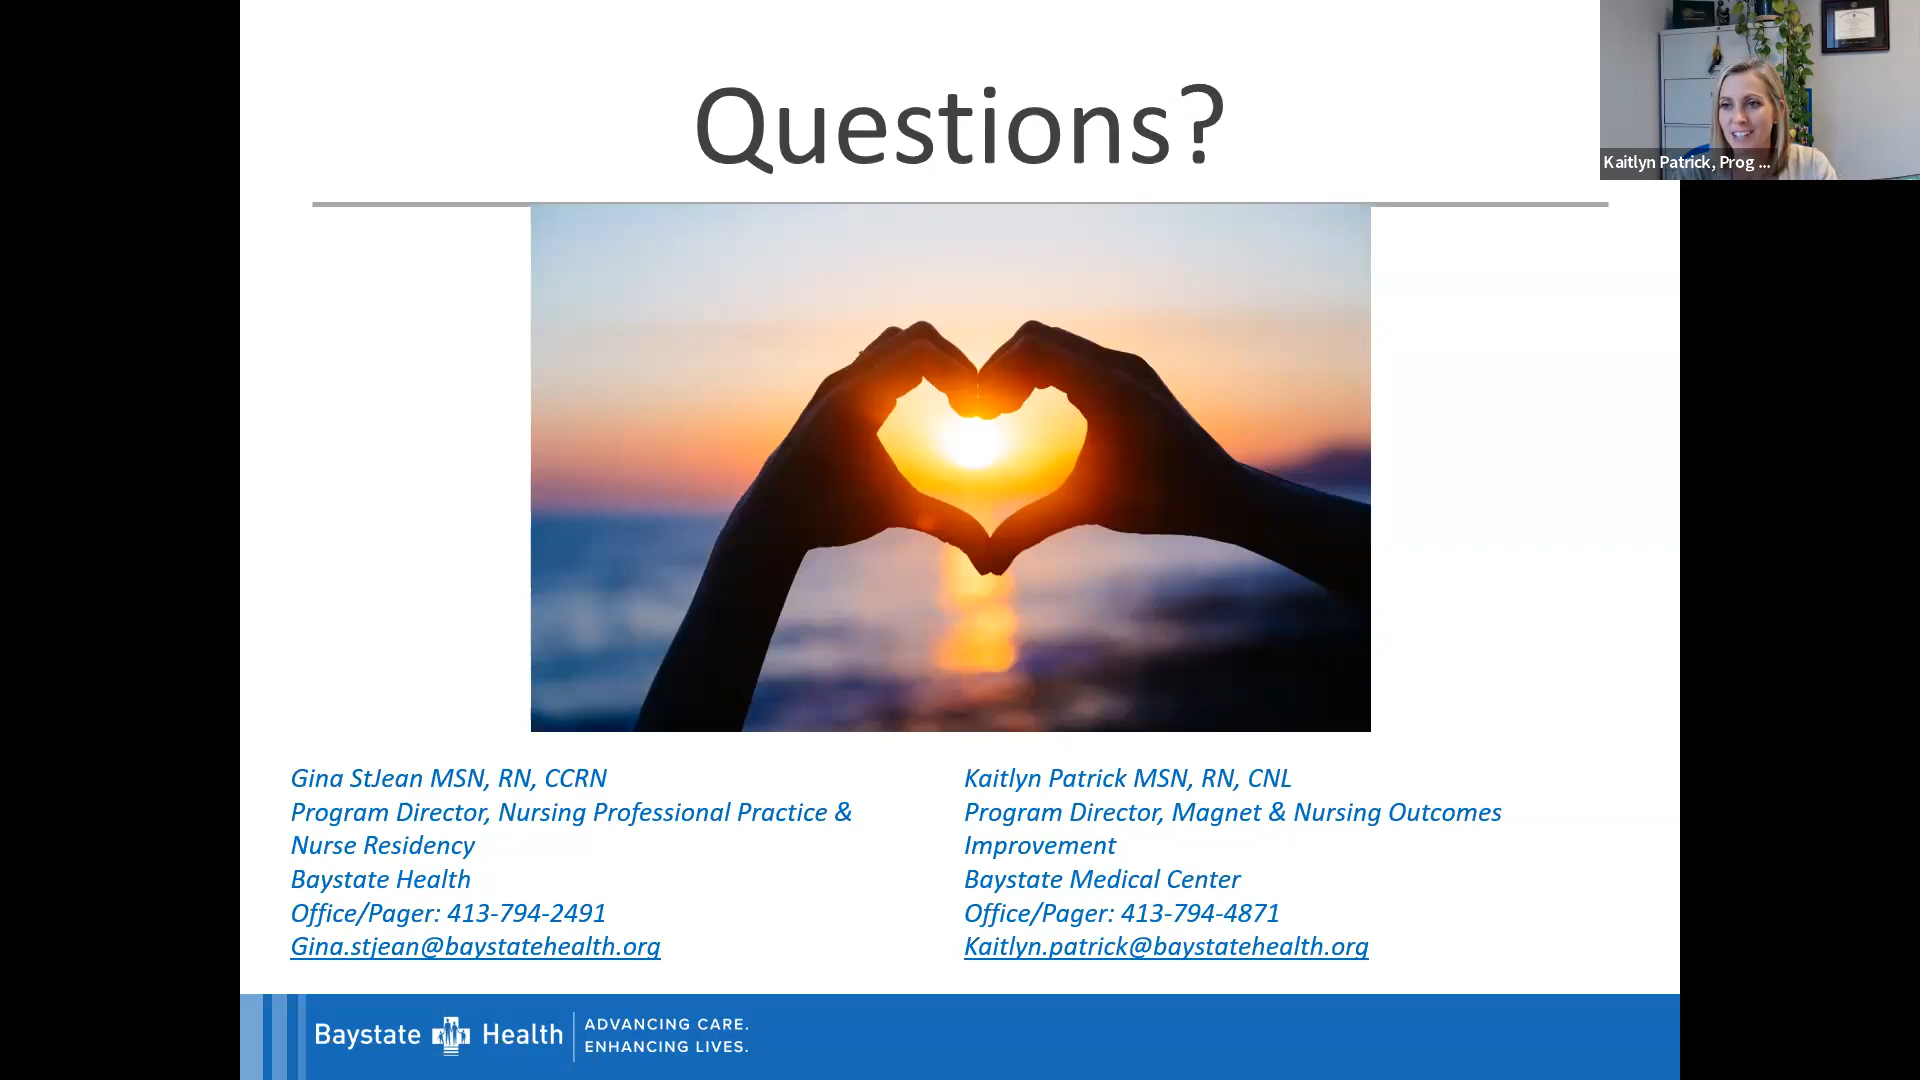 Questions?
Kaitlyn Patrick, Prog ...
Gina StJean MSN, RN, CCRN
Program Director, Nursing Professional Practice &
Nurse Residency
Baystate Health
Office/Pager: 413-794-2491
Gina.stjean@baystatehealth.org
Kaitlyn Patrick MSN, RN, CNL
Program Director, Magnet & Nursing Outcomes
Improvement
Baystate Medical Center
Office/Pager: 413-794-4871
Kaitlyn.patrick@baystatehealth.org
Baystate Health
ADVANCING CARE.
ENHANCING LIVES.